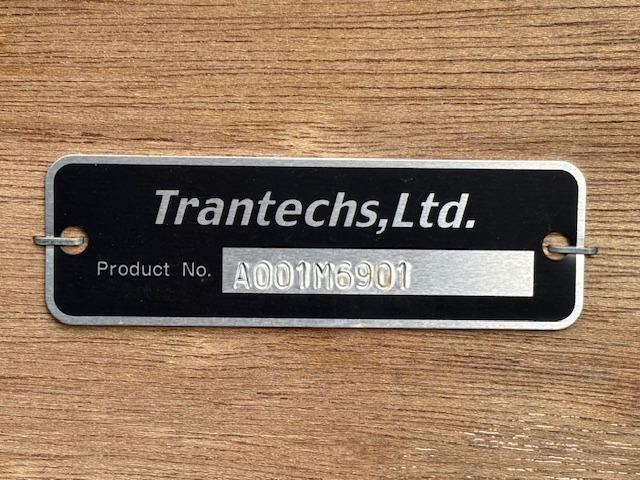 Trantechs,Ltd.
Product No. A001M6901